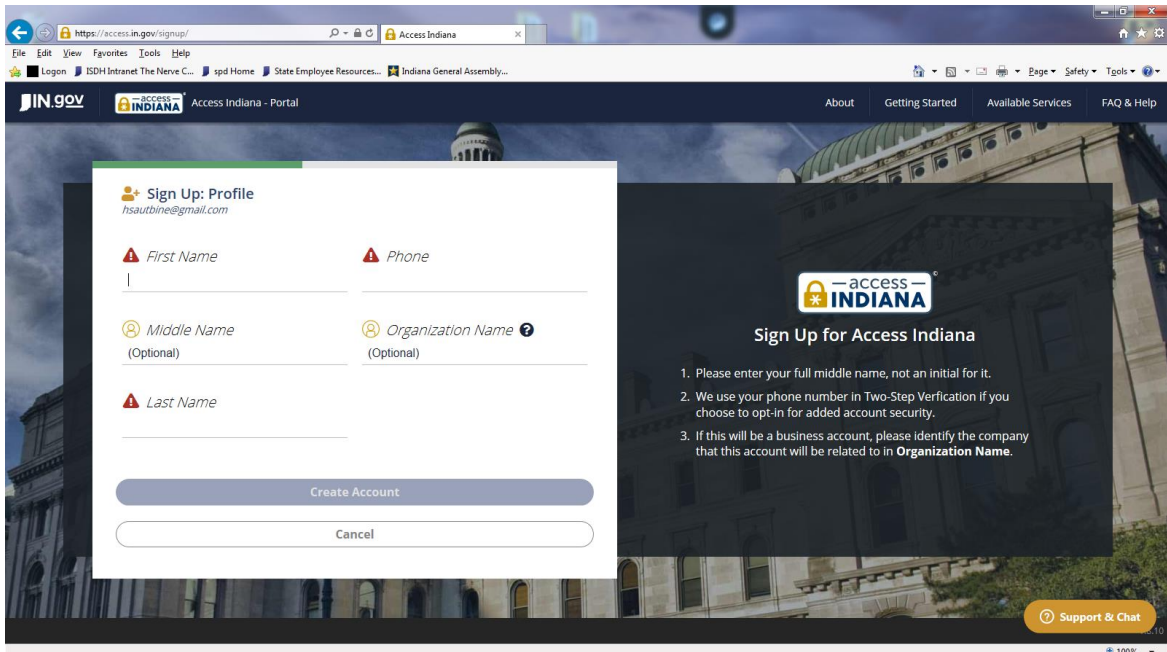 https://access.in.gov/signup/
Access Indiana
File Edit View Favorites Tools Help
Logon ISDH Intranet The Nerve C... spd Home State Employee Resources... Indiana General Assembly...
Page Safety Tools
IN.gov
access INDIANA
Access Indiana - Portal
About Getting Started Available Services FAQ & Help
Sign Up: Profile
hsautbine@gmail.com
First Name
Phone
Middle Name
(Optional)
Organization Name
(Optional)
Last Name
Create Account
Cancel
access
INDIANA
Sign Up for Access Indiana
1. Please enter your full middle name, not an initial for it.
2. We use your phone number in Two-Step Verfication if you
choose to opt-in for added account security.
3. If this will be a business account, please identify the company
that this account will be related to in Organization Name.
Support & Chat
100%